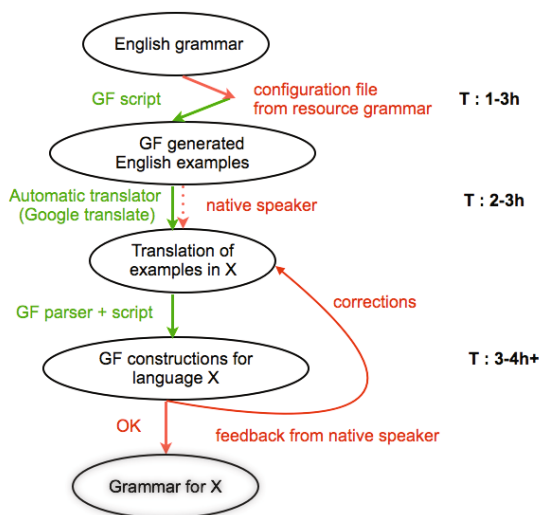 English grammar
GF script
configuration file
from resource grammar
T : 1-3h
GF generated
English examples
Automatic translator
(Google translate)
native speaker
T : 2-3h
Translation of
examples in X
corrections
GF parser + script
GF constructions for
language X
T : 3-4h+
OK
feedback from native speaker
Grammar for X